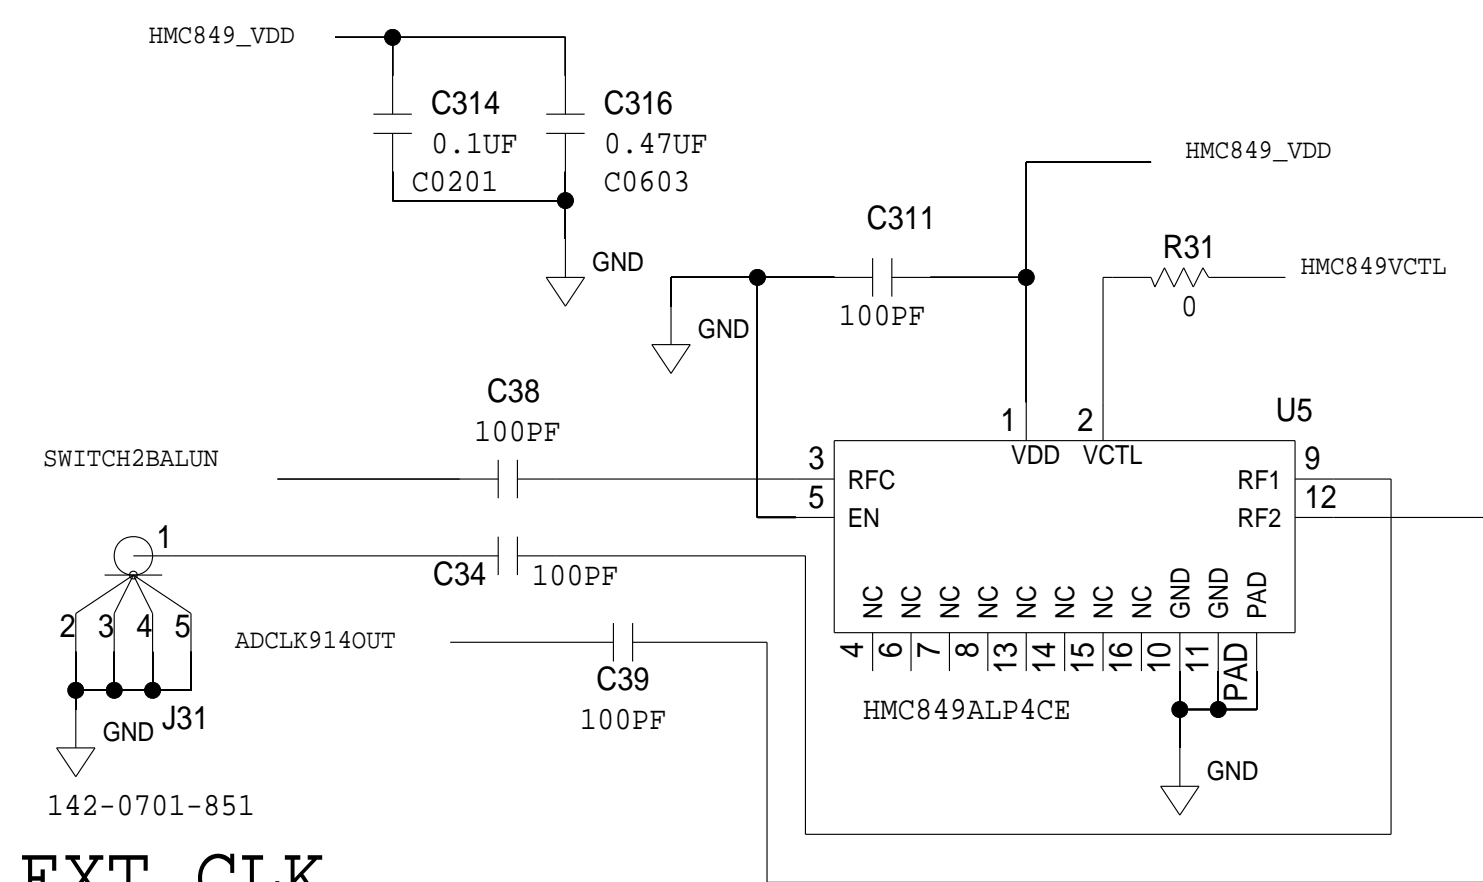 HMC849_VDD
C314
0.1UF
C0201
C316
0.47UF
C0603
GND
HMC849_VDD
C311
100PF
GND
R31
0
HMC849VCTL
C38
100PF
SWITCH2BALUN
U5
1
2
VDD
VCTL
3
RFC
5
EN
9
RF1
12
RF2
1
C34
100PF
2
3
4
5
J31
GND
142-0701-851
ADCLK914OUT
C39
100PF
NC
NC
NC
NC
NC
NC
NC
NC
GND
GND
PAD
4
6
7
8
13
14
15
16
10
11
PAD
HMC849ALP4CE
GND
EXT CLK